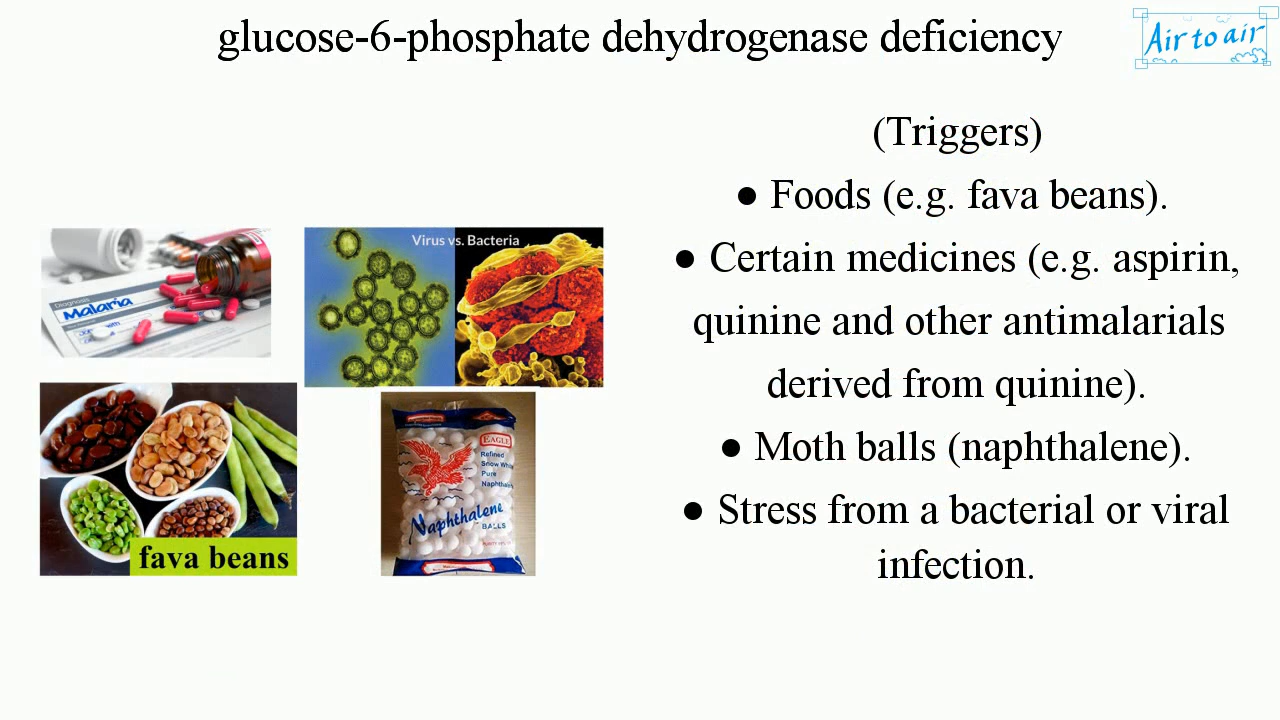 glucose-6-phosphate dehydrogenase deficiency
Air to air
(Triggers)
● Foods (e.g. fava beans).
● Certain medicines (e.g. aspirin,
quinine and other antimalarials
derived from quinine).
● Moth balls (naphthalene).
● Stress from a bacterial or viral
infection.
Diagnosis
Malaria
with
Virus vs. Bacteria
fava beans
EAGLE
Refined
Snow White
Pure
Naphthalene
BALLS